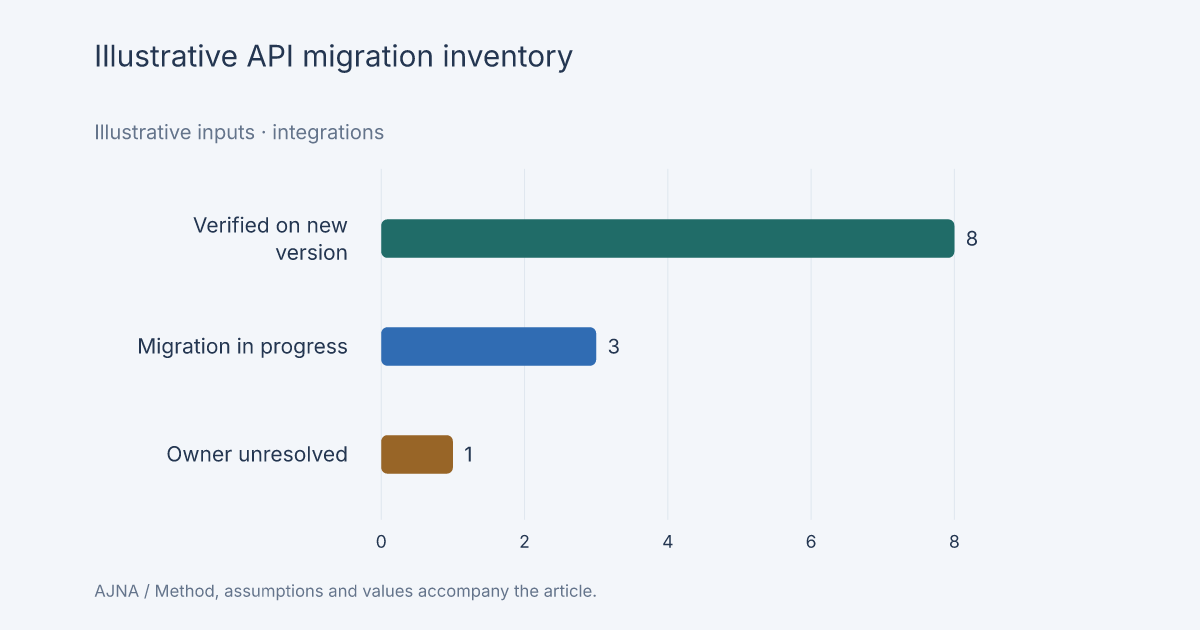 Illustrative API migration inventory
Illustrative inputs · integrations
Verified on new
version
8
Migration in progress
3
Owner unresolved
1
0 2 4 6 8
AJNA / Method, assumptions and values accompany the article.